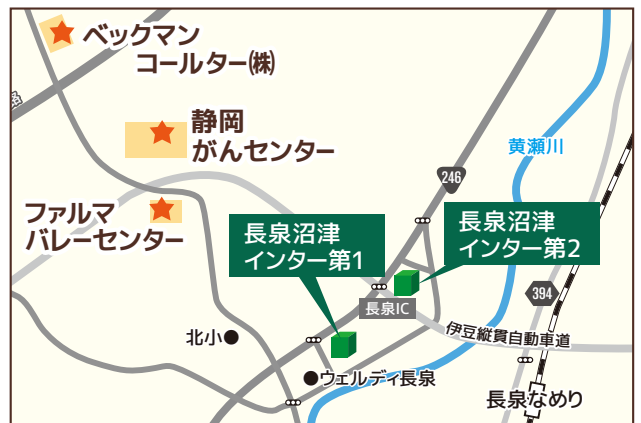 ベックマン
コールター㈱
静岡
がんセンター
黄瀬川
246
ファルマ
バレーセンター
長泉沼津
インター第1
長泉沼津
インター第2
394
長泉IC
伊豆縦貫自動車道
北小
ウェルディ長泉
長泉なめり